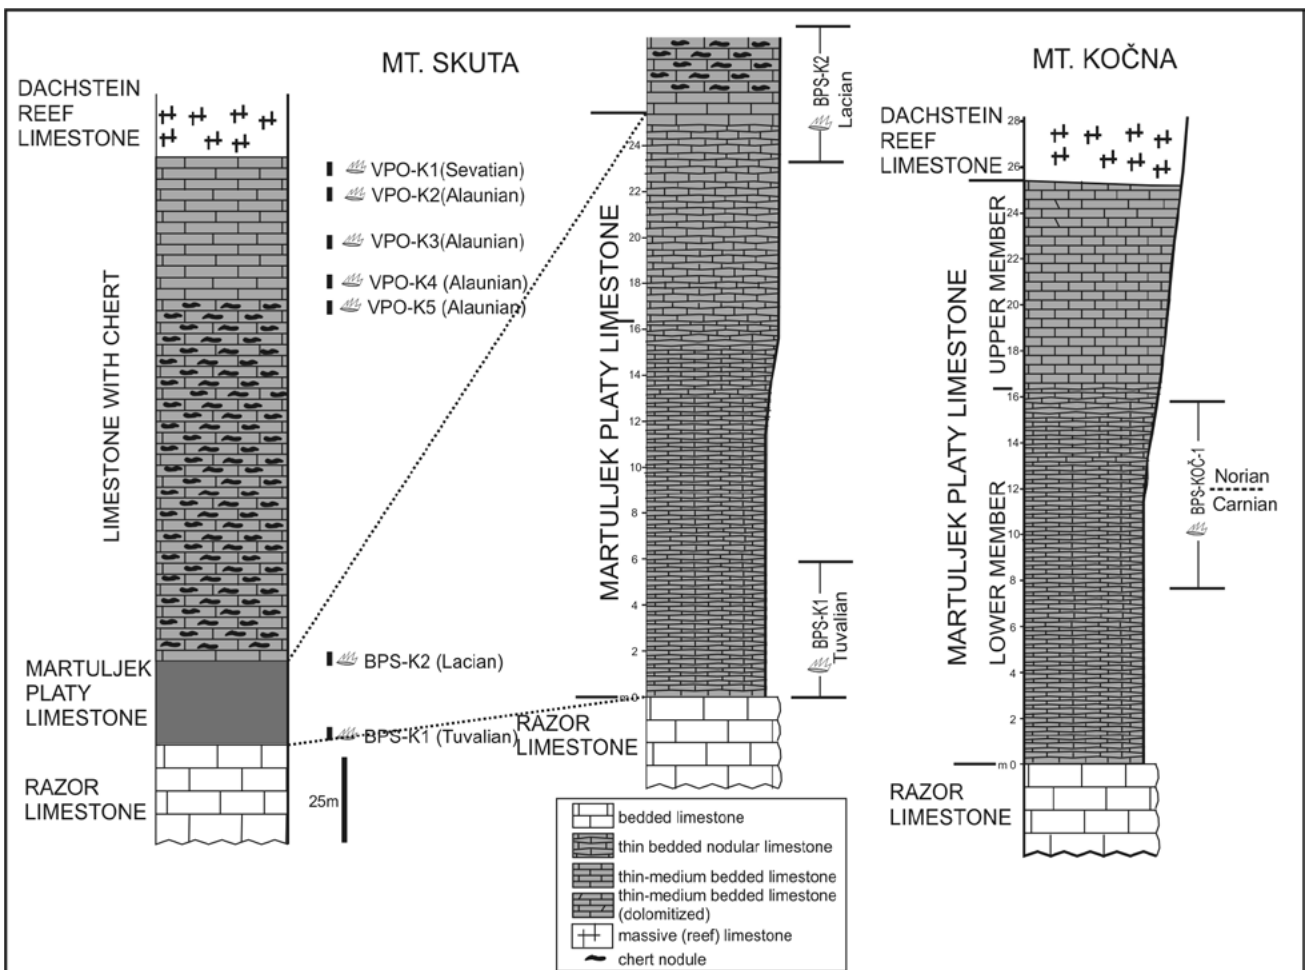 MT. SKUTA
DACHSTEIN
REEF
LIMESTONE
LIMESTONE WITH CHERT
MARTULJEK
PLATY
LIMESTONE
RAZOR
LIMESTONE
VPO-K1(Sevatian)
VPO-K2(Alaunian)
VPO-K3(Alaunian)
VPO-K4 (Alaunian)
VPO-K5 (Alaunian)
BPS-K2 (Lacian)
BPS-K1 (Tuvalian)
25m
MARTULJEK PLATY LIMESTONE
24
22
20
18
16
14
12
10
8
6
4
2
m 0
RAZOR
LIMESTONE
BPS-K2
Lacian
BPS-K1
Tuvalian
MT. KOČNA
DACHSTEIN
REEF
LIMESTONE
MARTULJEK PLATY LIMESTONE
UPPER MEMBER
LOWER MEMBER
28
26
24
22
20
18
16
14
12
10
8
6
4
2
m 0
RAZOR
LIMESTONE
BPS-KOČ-1
Norian
Carnian
bedded limestone
thin bedded nodular limestone
thin-medium bedded limestone
thin-medium bedded limestone
(dolomitized)
massive (reef) limestone
chert nodule